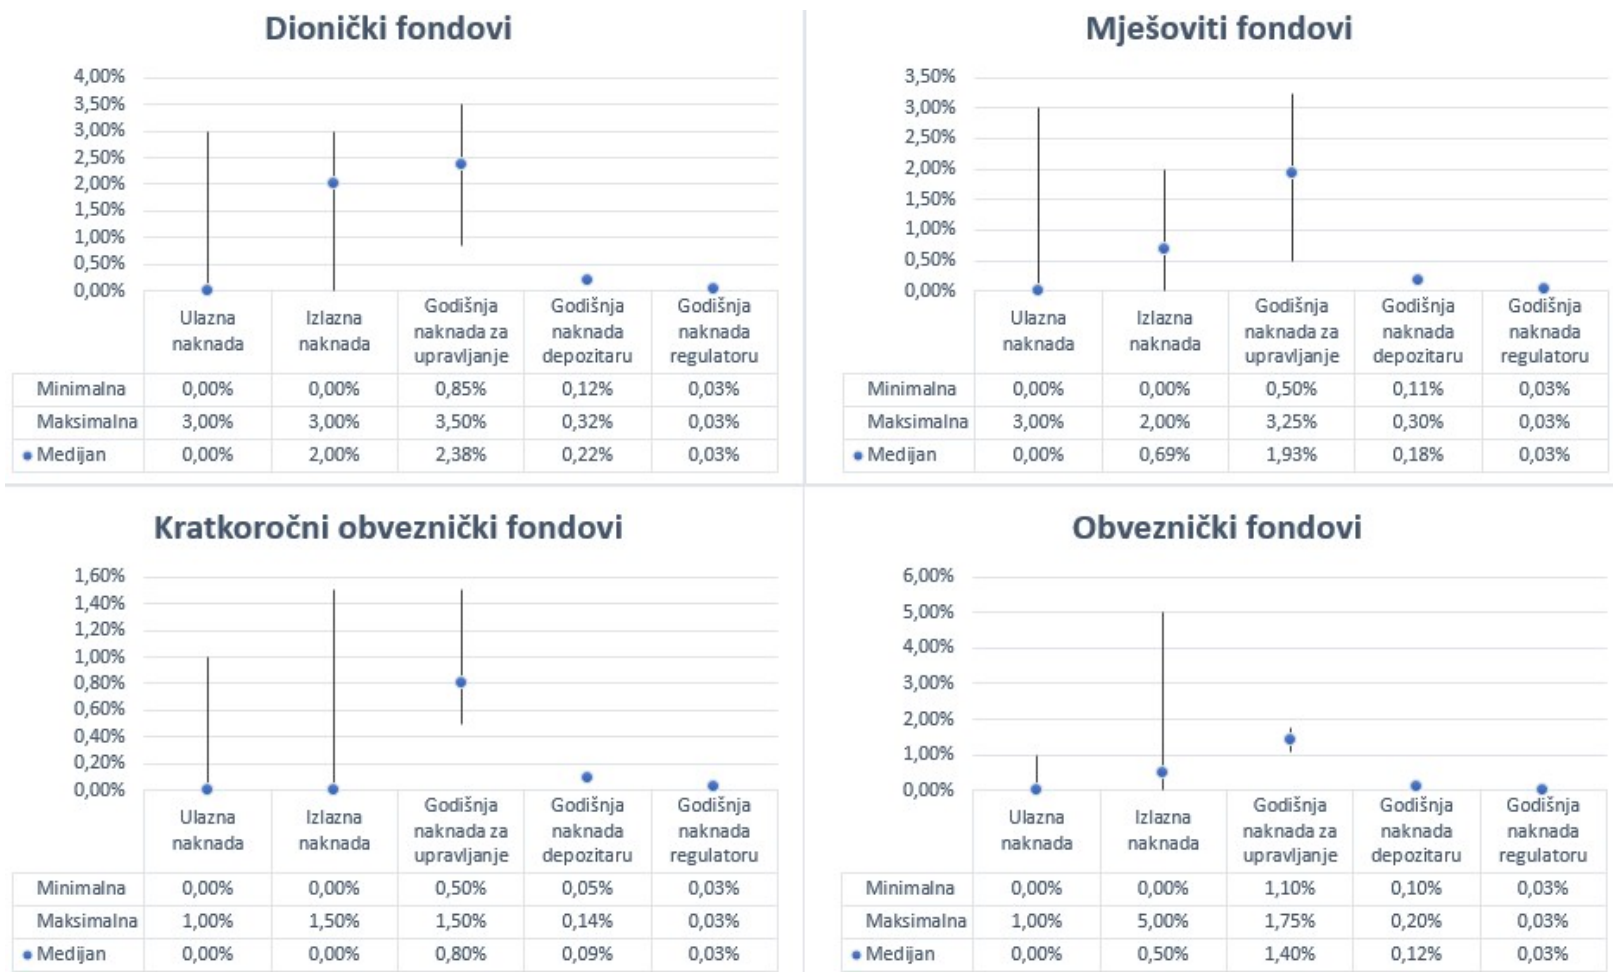 Dionički fondovi
4,00%
3,50%
3,00%
2,50%
2,00%
1,50%
1,00%
0,50%
0,00%
Ulazna naknada Izlazna naknada Godišnja naknada za upravljanje Godišnja naknada depozitaru Godišnja naknada regulatoru
Minimalna 0,00% 0,00% 0,85% 0,12% 0,03%
Maksimalna 3,00% 3,00% 3,50% 0,32% 0,03%
Medijan 0,00% 2,00% 2,38% 0,22% 0,03%
Mješoviti fondovi
3,50%
3,00%
2,50%
2,00%
1,50%
1,00%
0,50%
0,00%
Ulazna naknada Izlazna naknada Godišnja naknada za upravljanje Godišnja naknada depozitaru Godišnja naknada regulatoru
Minimalna 0,00% 0,00% 0,50% 0,11% 0,03%
Maksimalna 3,00% 2,00% 3,25% 0,30% 0,03%
Medijan 0,00% 0,69% 1,93% 0,18% 0,03%
Kratkoročni obveznički fondovi
1,60%
1,40%
1,20%
1,00%
0,80%
0,60%
0,40%
0,20%
0,00%
Ulazna naknada Izlazna naknada Godišnja naknada za upravljanje Godišnja naknada depozitaru Godišnja naknada regulatoru
Minimalna 0,00% 0,00% 0,50% 0,05% 0,03%
Maksimalna 1,00% 1,50% 1,50% 0,14% 0,03%
Medijan 0,00% 0,00% 0,80% 0,09% 0,03%
Obveznički fondovi
6,00%
5,00%
4,00%
3,00%
2,00%
1,00%
0,00%
Ulazna naknada Izlazna naknada Godišnja naknada za upravljanje Godišnja naknada depozitaru Godišnja naknada regulatoru
Minimalna 0,00% 0,00% 1,10% 0,10% 0,03%
Maksimalna 1,00% 5,00% 1,75% 0,20% 0,03%
Medijan 0,00% 0,50% 1,40% 0,12% 0,03%